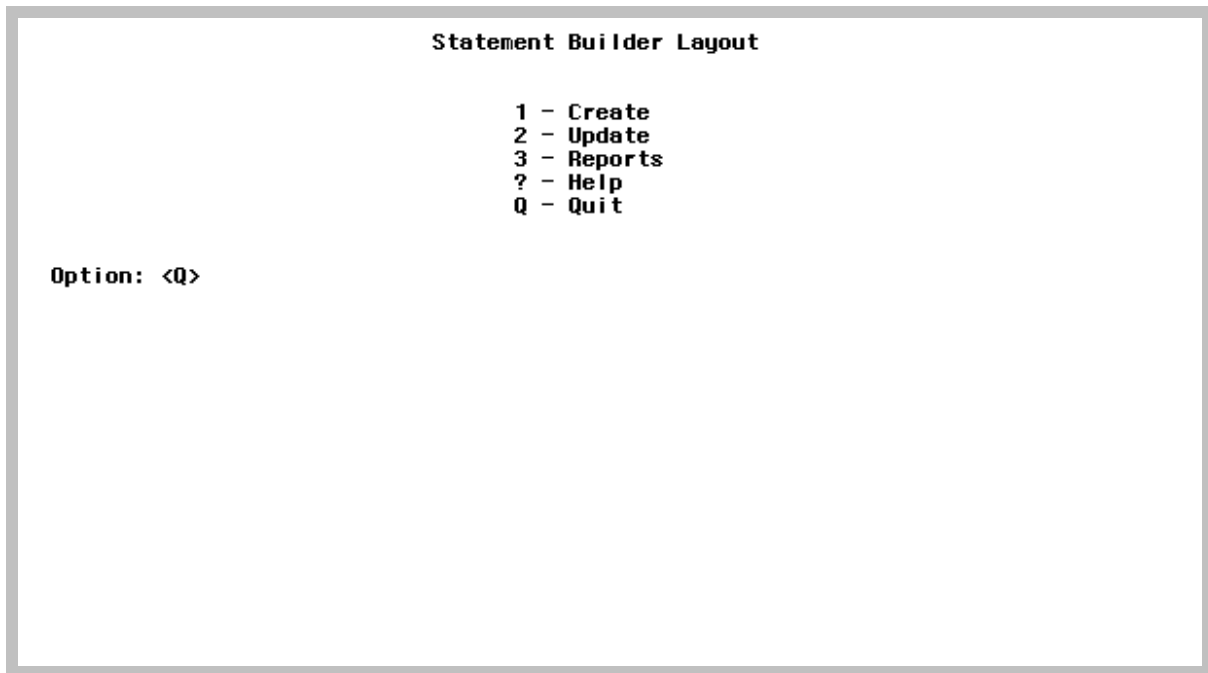 Statement Builder Layout
1 - Create
2 - Update
3 - Reports
? - Help
Q - Quit
Option: <Q>